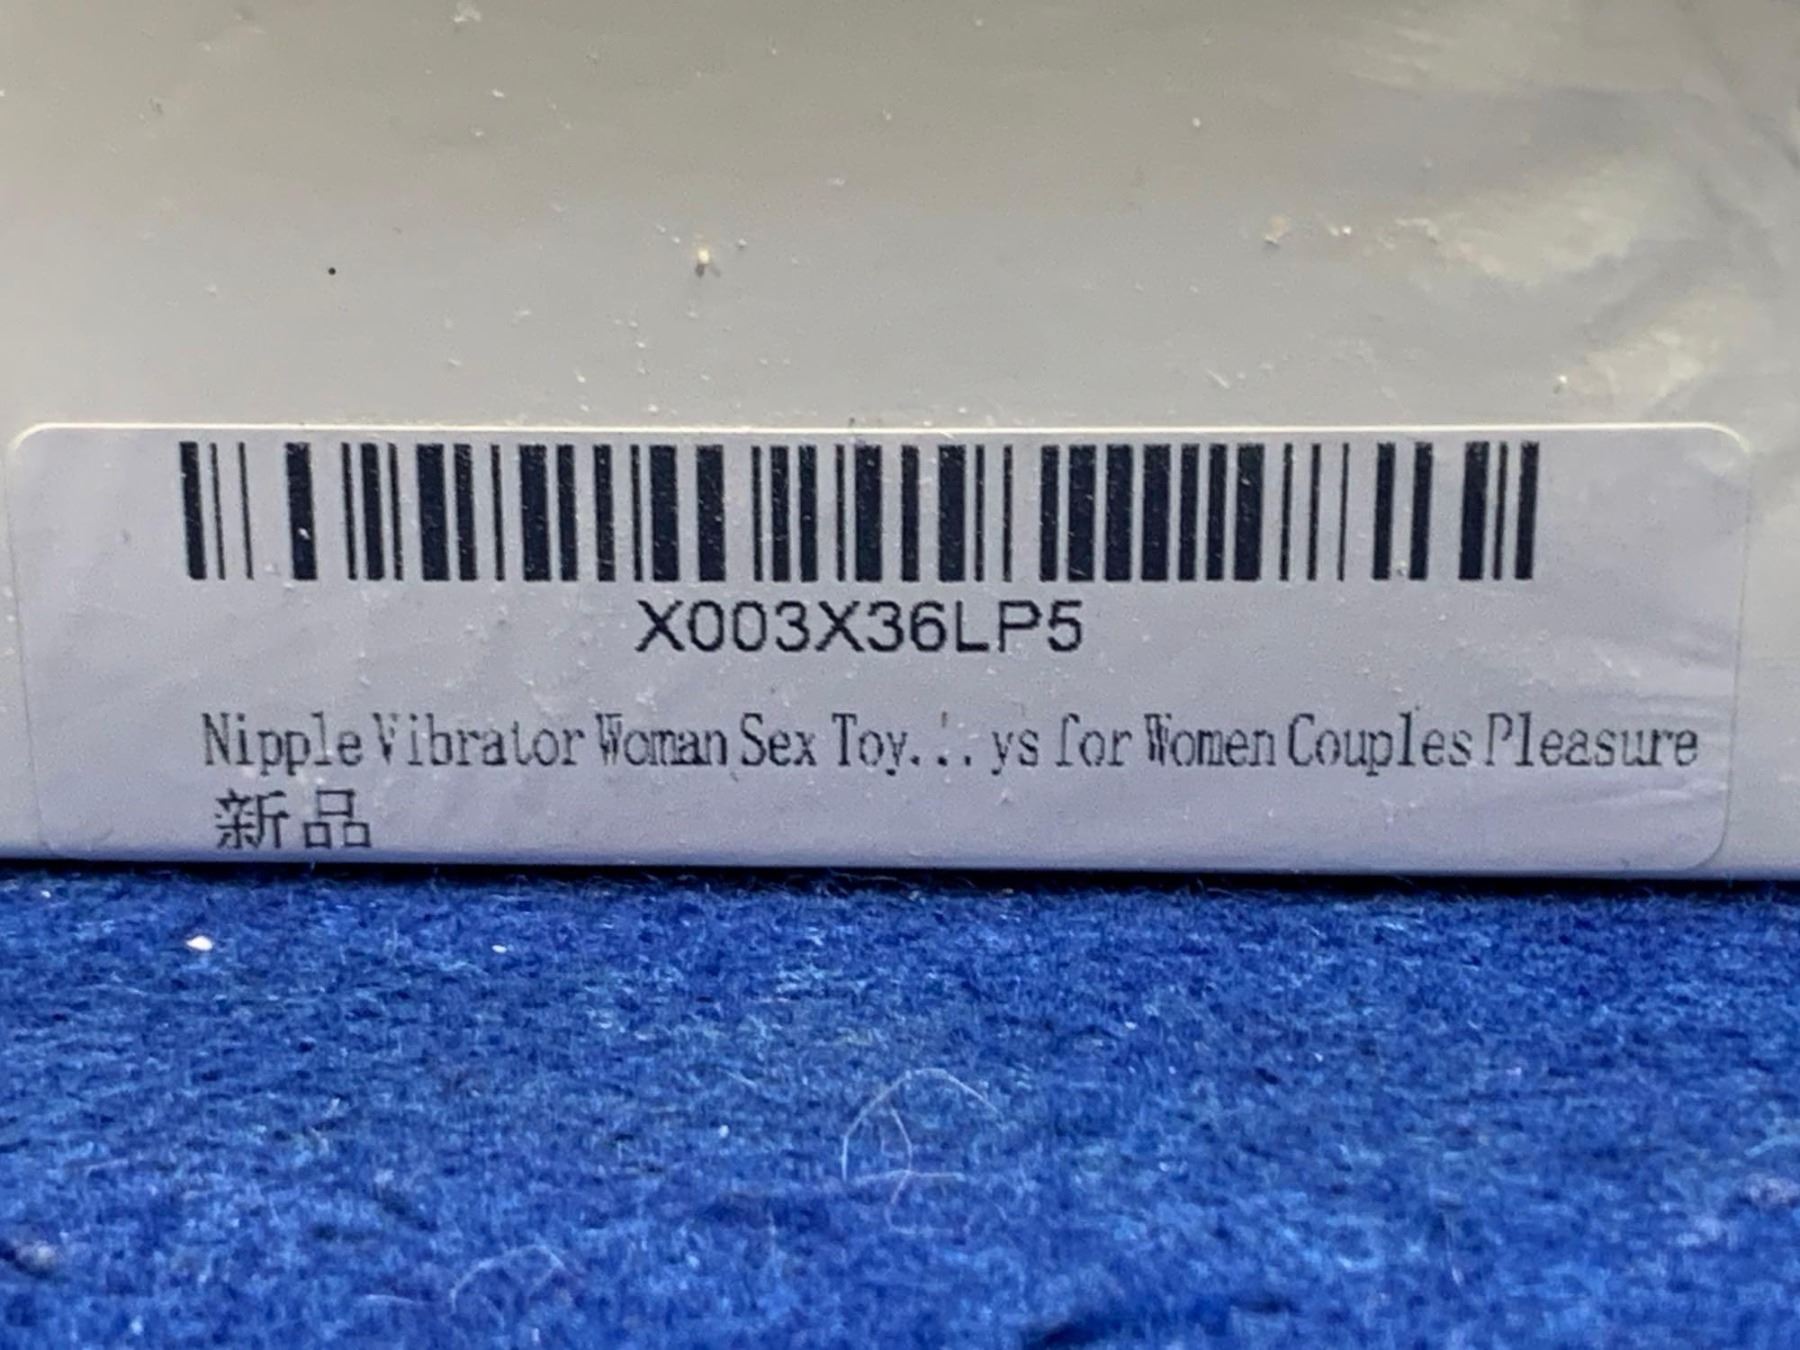 X003X36LP5
Nipple Vibrator Woman Sex Toy...ys for Women Couples Pleasure
新品